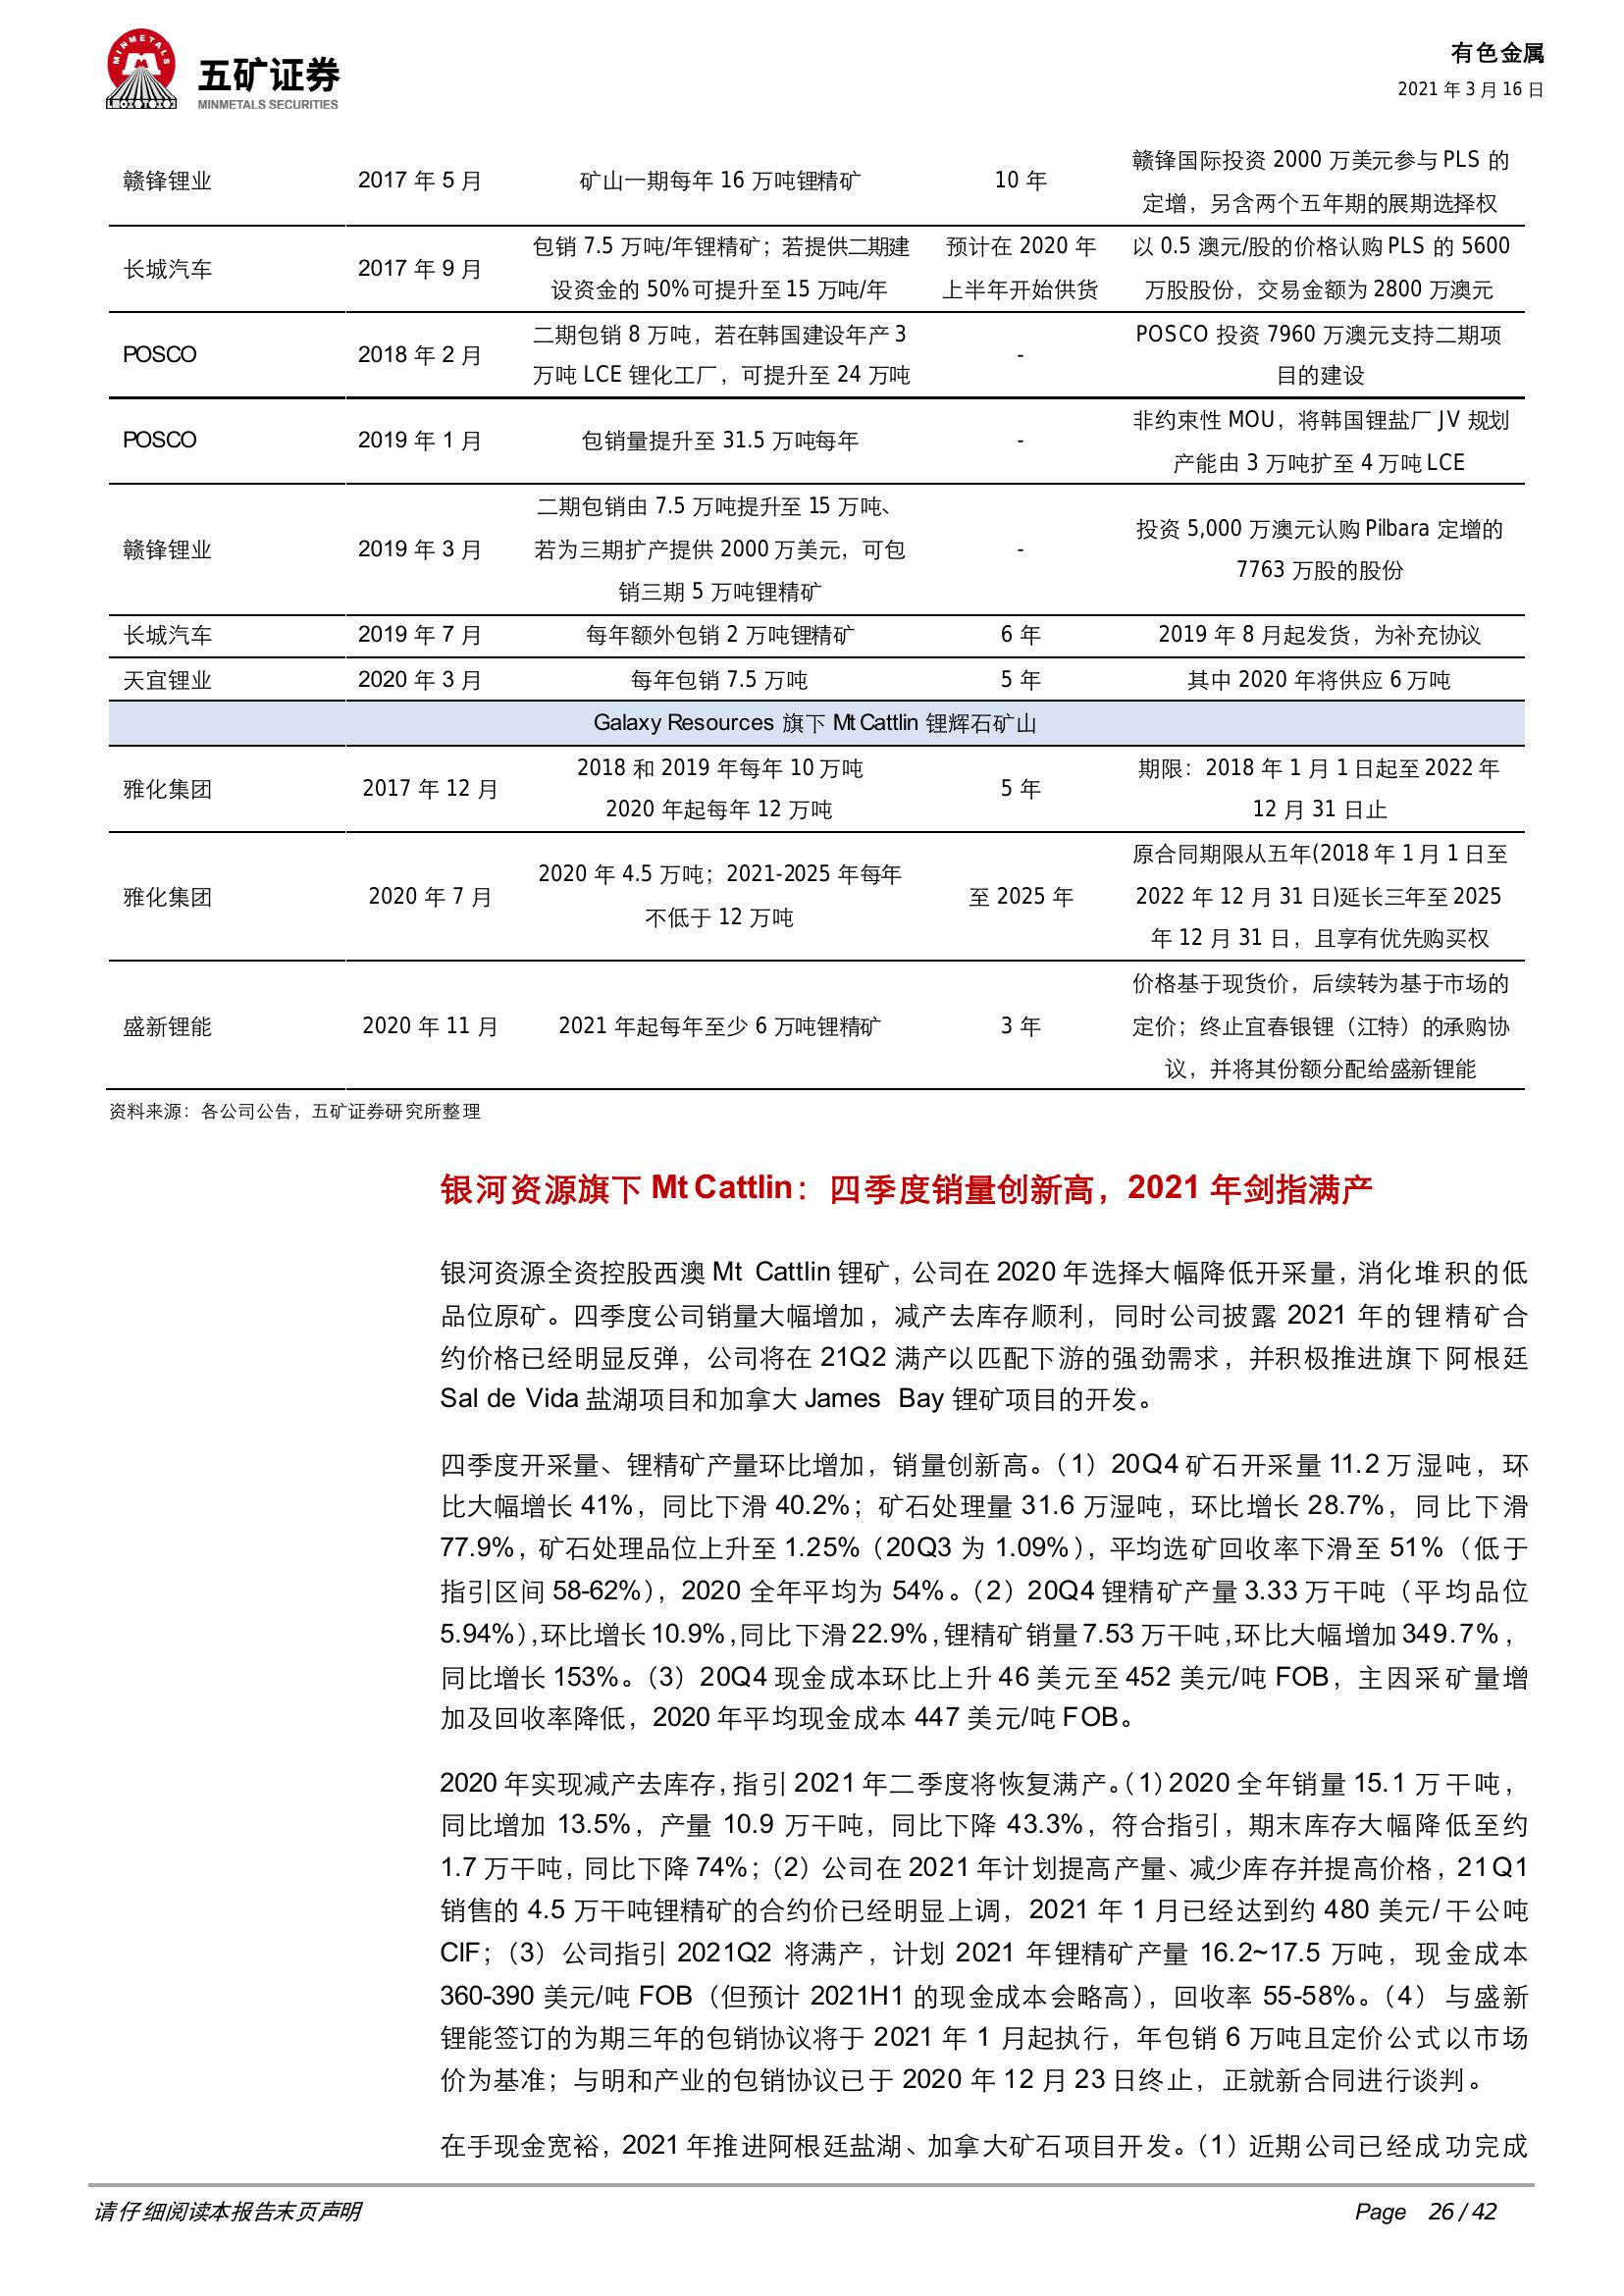 MINMETALS
五矿证券
MINMETALS SECURITIES
有色金属
2021 年 3 月 16 日
赣锋锂业 2017 年 5 月 矿山一期每年 16 万吨锂精矿 10 年 赣锋国际投资 2000 万美元参与 PLS 的
定增，另含两个五年期的展期选择权
长城汽车 2017 年 9 月 包销 7.5 万吨/年锂精矿；若提供二期建
设资金的 50%可提升至 15 万吨/年
预计在 2020 年
上半年开始供货
以 0.5 澳元/股的价格认购 PLS 的 5600
万股股份，交易金额为 2800 万澳元
POSCO 2018 年 2 月 二期包销 8 万吨，若在韩国建设年产 3
万吨 LCE 锂化工厂，可提升至 24 万吨
-
POSCO 投资 7960 万澳元支持二期项
目的建设
POSCO 2019 年 1 月 包销量提升至 31.5 万吨每年 -
非约束性 MOU，将韩国锂盐厂 JV 规划
产能由 3 万吨扩至 4 万吨 LCE
赣锋锂业 2019 年 3 月 二期包销由 7.5 万吨提升至 15 万吨、
若为三期扩产提供 2000 万美元，可包
销三期 5 万吨锂精矿
-
投资 5,000 万澳元认购 Pilbara 定增的
7763 万股的股份
长城汽车 2019 年 7 月 每年额外包销 2 万吨锂精矿 6 年 2019 年 8 月起发货，为补充协议
天宜锂业 2020 年 3 月 每年包销 7.5 万吨 5 年 其中 2020 年将供应 6 万吨
Galaxy Resources 旗下 Mt Cattlin 锂辉石矿山
雅化集团 2017 年 12 月 2018 和 2019 年每年 10 万吨
2020 年起每年 12 万吨
5 年
期限：2018 年 1 月 1 日起至 2022 年
12 月 31 日止
雅化集团 2020 年 7 月 2020 年 4.5 万吨；2021-2025 年每年
不低于 12 万吨
至 2025 年
原合同期限从五年(2018 年 1 月 1 日至
2022 年 12 月 31 日)延长三年至 2025
年 12 月 31 日，且享有优先购买权
盛新锂能 2020 年 11 月 2021 年起每年至少 6 万吨锂精矿 3 年
价格基于现货价，后续转为基于市场的
定价；终止宜春银锂（江特）的承购协
议，并将其份额分配给盛新锂能
资料来源：各公司公告，五矿证券研究所整理
银河资源旗下 Mt Cattlin：四季度销量创新高，2021 年剑指满产
银河资源全资控股西澳 Mt Cattlin 锂矿，公司在 2020 年选择大幅降低开采量，消化堆积的低
品位原矿。四季度公司销量大幅增加，减产去库存顺利，同时公司披露 2021 年的锂精矿合
约价格已经明显反弹，公司将在 21Q2 满产以匹配下游的强劲需求，并积极推进旗下阿根廷
Sal de Vida 盐湖项目和加拿大 James Bay 锂矿项目的开发。
四季度开采量、锂精矿产量环比增加，销量创新高。（1）20Q4 矿石开采量 11.2 万湿吨，环
比大幅增长 41%，同比下滑 40.2%；矿石处理量 31.6 万湿吨，环比增长 28.7%，同比下滑
77.9%，矿石处理品位上升至 1.25%（20Q3 为 1.09%），平均选矿回收率下滑至 51%（低于
指引区间 58-62%），2020 全年平均为 54%。（2）20Q4 锂精矿产量 3.33 万干吨（平均品位
5.94%），环比增长 10.9%，同比下滑 22.9%，锂精矿销量 7.53 万干吨，环比大幅增加 349.7%，
同比增长 153%。（3）20Q4 现金成本环比上升 46 美元至 452 美元/吨 FOB，主因采矿量增
加及回收率降低，2020 年平均现金成本 447 美元/吨 FOB。
2020 年实现减产去库存，指引 2021 年二季度将恢复满产。（1）2020 全年销量 15.1 万干吨，
同比增加 13.5%，产量 10.9 万干吨，同比下降 43.3%，符合指引，期末库存大幅降低至约
1.7 万干吨，同比下降 74%；（2）公司在 2021 年计划提高产量、减少库存并提高价格，21Q1
销售的 4.5 万干吨锂精矿的合约价已经明显上调，2021 年 1 月已经达到约 480 美元/干公吨
CIF；（3）公司指引 2021Q2 将满产，计划 2021 年锂精矿产量 16.2~17.5 万吨，现金成本
360-390 美元/吨 FOB（但预计 2021H1 的现金成本会略高），回收率 55-58%。（4）与盛新
锂能签订的为期三年的包销协议将于 2021 年 1 月起执行，年包销 6 万吨且定价公式以市场
价为基准；与明和产业的包销协议已于 2020 年 12 月 23 日终止，正就新合同进行谈判。
在手现金宽裕，2021 年推进阿根廷盐湖、加拿大矿石项目开发。（1）近期公司已经成功完成
请仔细阅读本报告末页声明
Page 26 / 42